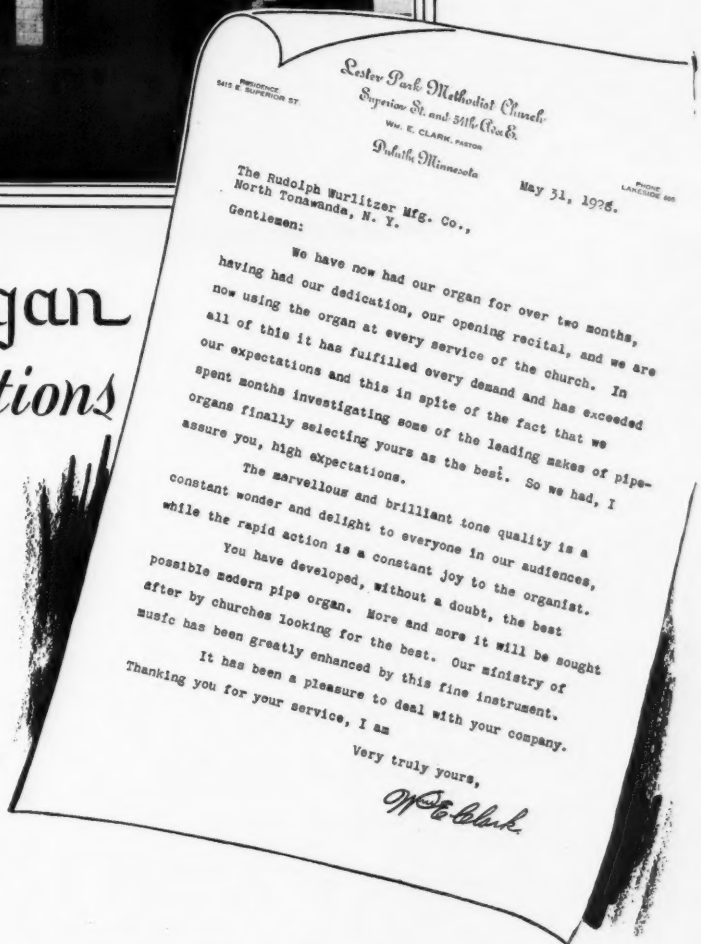 gan
tions
Lester Park Methodist Church
Superior St. and 54th Ave E.
WM. E. CLARK, PASTOR
Duluth, Minnesota
RESIDENCE
5415 E. SUPERIOR ST.
PHONE
LAKESIDE 605
May 31, 1928.
The Rudolph Wurlitzer Mfg. Co.,
North Tonawanda, N. Y.
Gentlemen:
We have now had our organ for over two months,
having had our dedication, our opening recital, and we are
now using the organ at every service of the church. In
all of this it has fulfilled every demand and has exceeded
our expectations and this in spite of the fact that we
spent months investigating some of the leading makes of pipe-
organs finally selecting yours as the best. So we had, I
assure you, high expectations.
The marvellous and brilliant tone quality is a
constant wonder and delight to everyone in our audiences,
while the rapid action is a constant joy to the organist.
You have developed, without a doubt, the best
possible modern pipe organ. More and more it will be sought
after by churches looking for the best. Our ministry of
music has been greatly enhanced by this fine instrument.
It has been a pleasure to deal with your company.
Thanking you for your service, I am
Very truly yours,
Wm E. Clark.